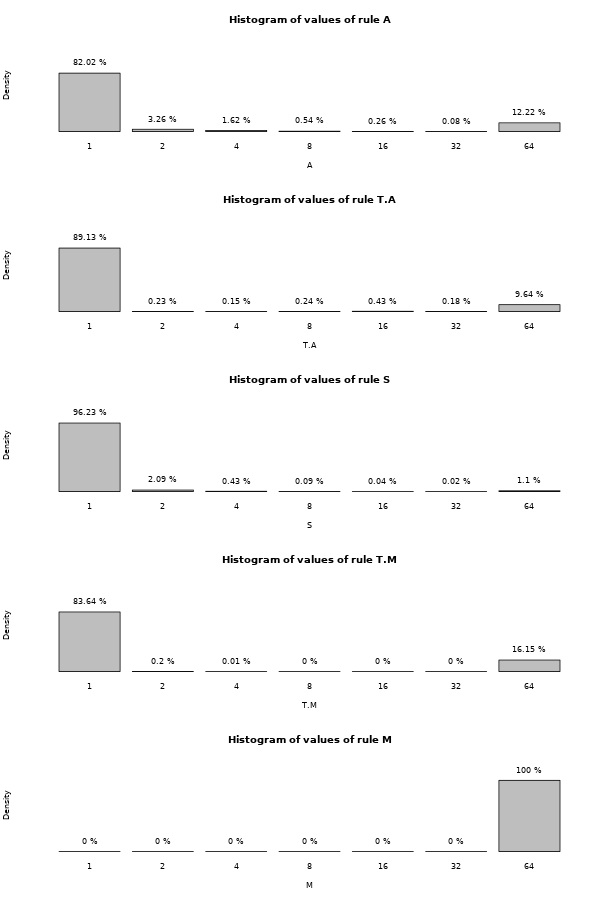 Histogram of values of rule A
Density
82.02 %
3.26 %
1.62 %
0.54 %
0.26 %
0.08 %
12.22 %
1 2 4 8 16 32 64
A
Histogram of values of rule T.A
Density
89.13 %
0.23 %
0.15 %
0.24 %
0.43 %
0.18 %
9.64 %
1 2 4 8 16 32 64
T.A
Histogram of values of rule S
Density
96.23 %
2.09 %
0.43 %
0.09 %
0.04 %
0.02 %
1.1 %
1 2 4 8 16 32 64
S
Histogram of values of rule T.M
Density
83.64 %
0.2 %
0.01 %
0 %
0 %
0 %
16.15 %
1 2 4 8 16 32 64
T.M
Histogram of values of rule M
Density
0 %
0 %
0 %
0 %
0 %
0 %
100 %
1 2 4 8 16 32 64
M